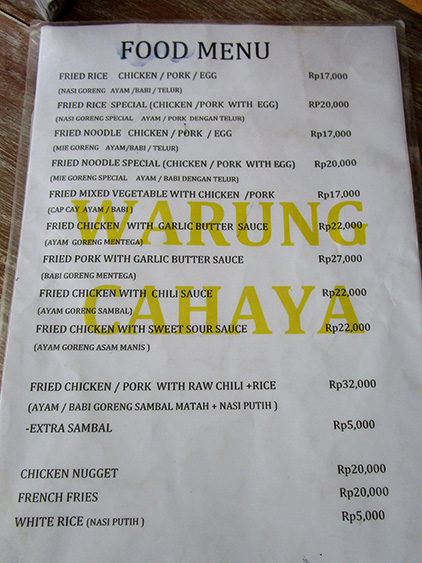 FOOD MENU
FRIED RICE CHICKEN / PORK / EGG Rp17,000
(NASI GORENG AYAM /BABI / TELUR)
FRIED RICE SPECIAL (CHICKEN /PORK WITH EGG) RP20,000
(NASI GORENG SPECIAL AYAM / PORK DENGAN TELUR)
FRIED NOODLE CHICKEN / PORK / EGG Rp17,000
(MIE GORENG AYAM/BABI / TELUR)
FRIED NOODLE SPECIAL (CHICKEN / PORK WITH EGG) Rp20,000
(MIE GORENG SPECIAL AYAM / BABI DENGAN TELUR)
FRIED MIXED VEGETABLE WITH CHICKEN /PORK Rp17,000
(CAP CAY AYAM / BABI )
WARUNG
FRIED CHICKEN WITH GARLIC BUTTER SAUCE Rp22,000
(AYAM GORENG MENTEGA)
FRIED PORK WITH GARLIC BUTTER SAUCE Rp27,000
(BABI GORENG MENTEGA)
CAHAYA
FRIED CHICKEN WITH CHILI SAUCE Rp22,000
(AYAM GORENG SAMBAL)
FRIED CHICKEN WITH SWEET SOUR SAUCE Rp22,000
(AYAM GORENG ASAM MANIS )
FRIED CHICKEN / PORK WITH RAW CHILI +RICE Rp32,000
(AYAM / BABI GORENG SAMBAL MATAH + NASI PUTIH )
-EXTRA SAMBAL Rp5,000
CHICKEN NUGGET Rp20,000
FRENCH FRIES Rp20,000
WHITE RICE (NASI PUTIH ) Rp5,000